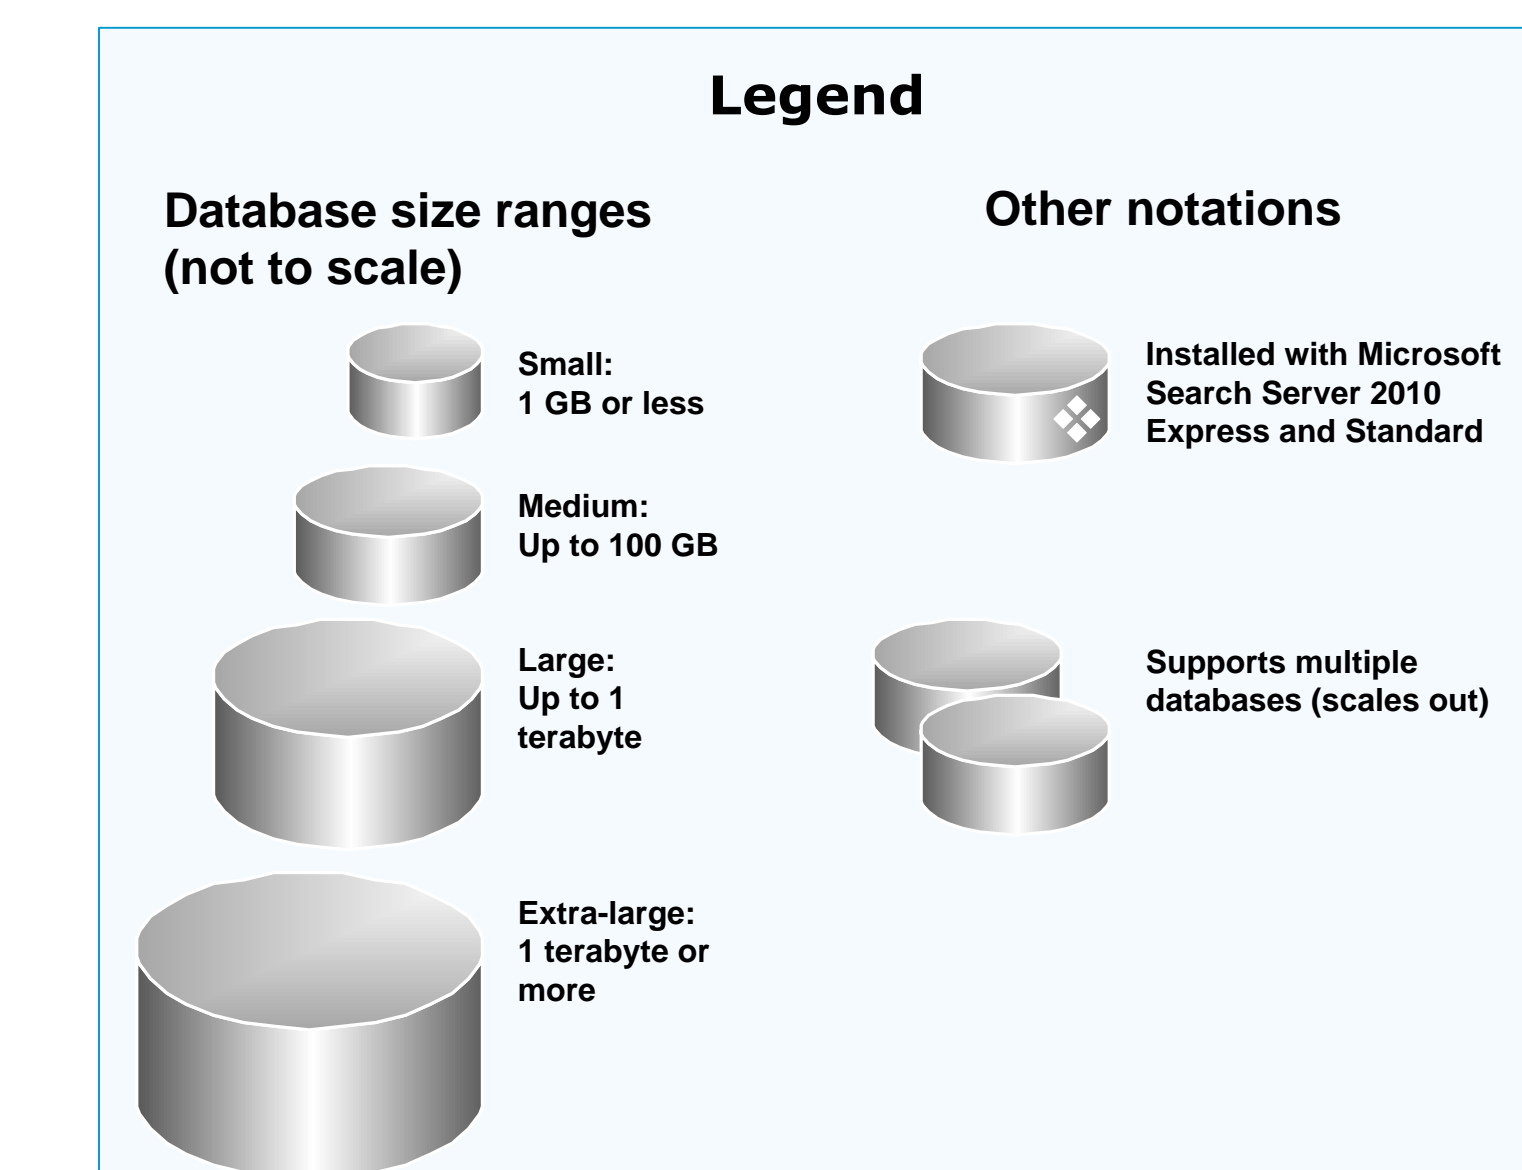 Legend
Database size ranges
(not to scale)
Small:
1 GB or less
Medium:
Up to 100 GB
Large:
Up to 1
terabyte
Extra-large:
1 terabyte or
more
Other notations
Installed with Microsoft
Search Server 2010
Express and Standard
Supports multiple
databases (scales out)